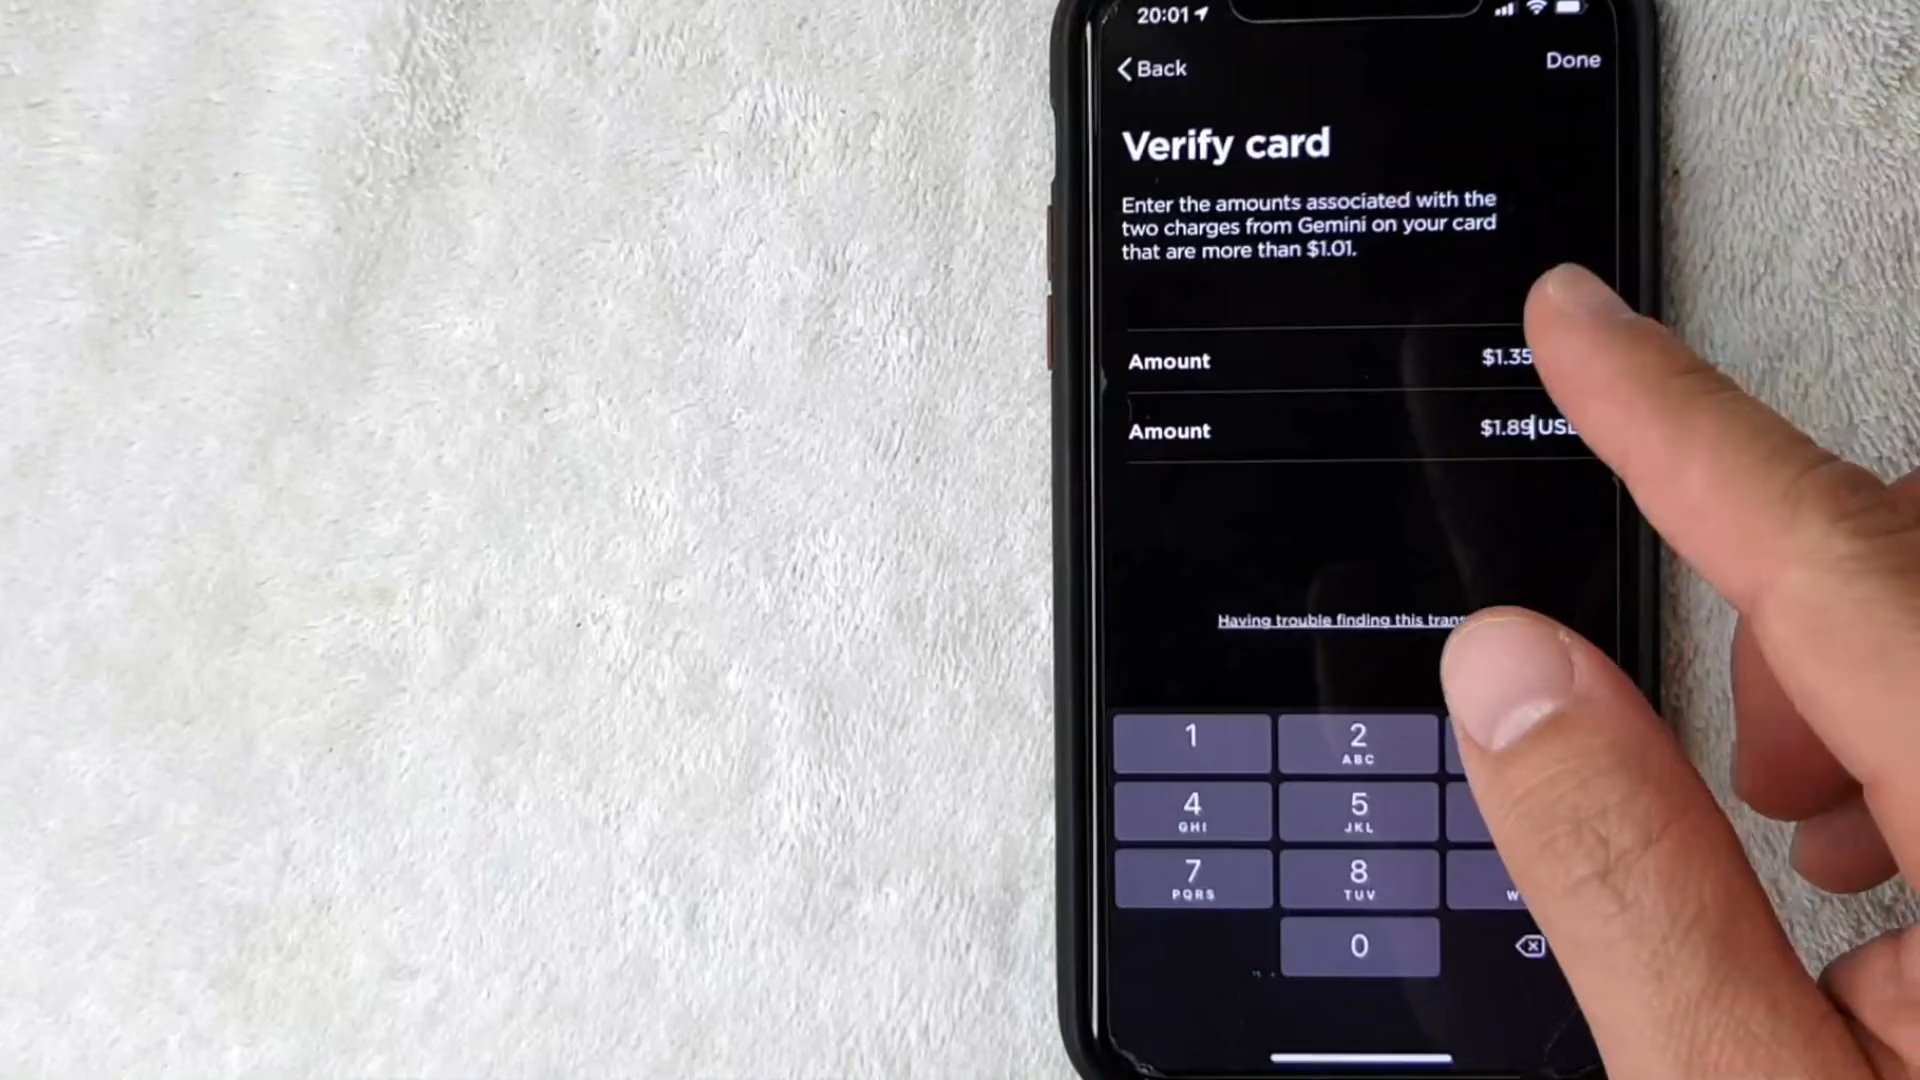 20:01
Back
Done
Verify card
Enter the amounts associated with the
two charges from Gemini on your card
that are more than $1.01.
Amount $1.35
Amount $1.89 USD
Having trouble finding this
1
2
ABC
4
GHI
5
JKL
7
PQRS
8
TUV
W
0